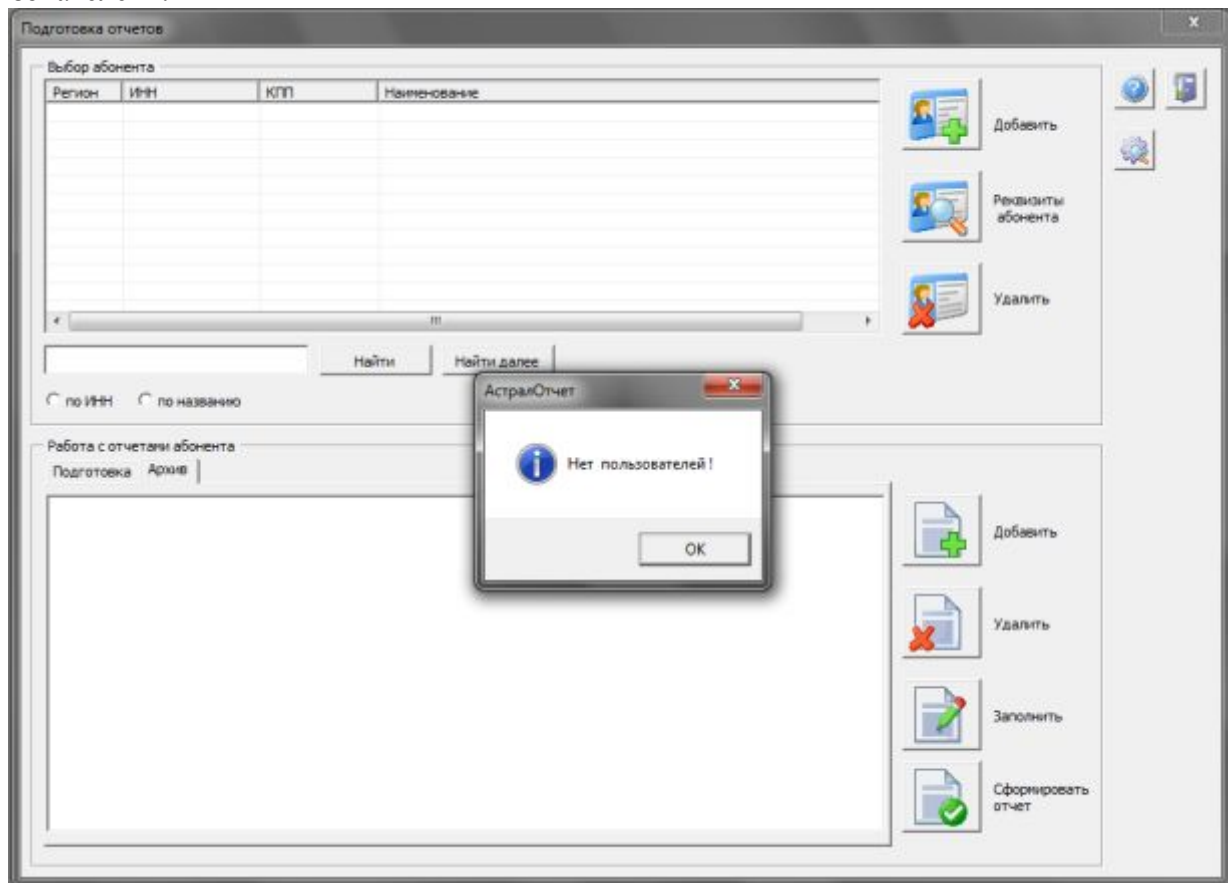 Подготовка отчетов
Выбор абонента
Регион ИНН КПП Наименование
Добавить
Реквизиты
абонента
Удалить
Найти Найти далее
по ИНН по названию
АстралОтчет
Нет пользователей!
OK
Работа с отчетами абонента
Подготовка Архив
Добавить
Удалить
Заполнить
Сформировать
отчет